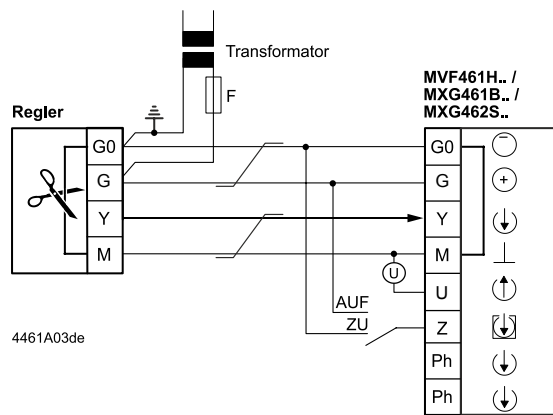 Transformator
F
MVF461H.. /
MXG461B.. /
MXG462S..
Regler
G0
G
Y
M
G0
G
Y
M
U
Z
Ph
Ph
U
AUF
ZU
4461A03de